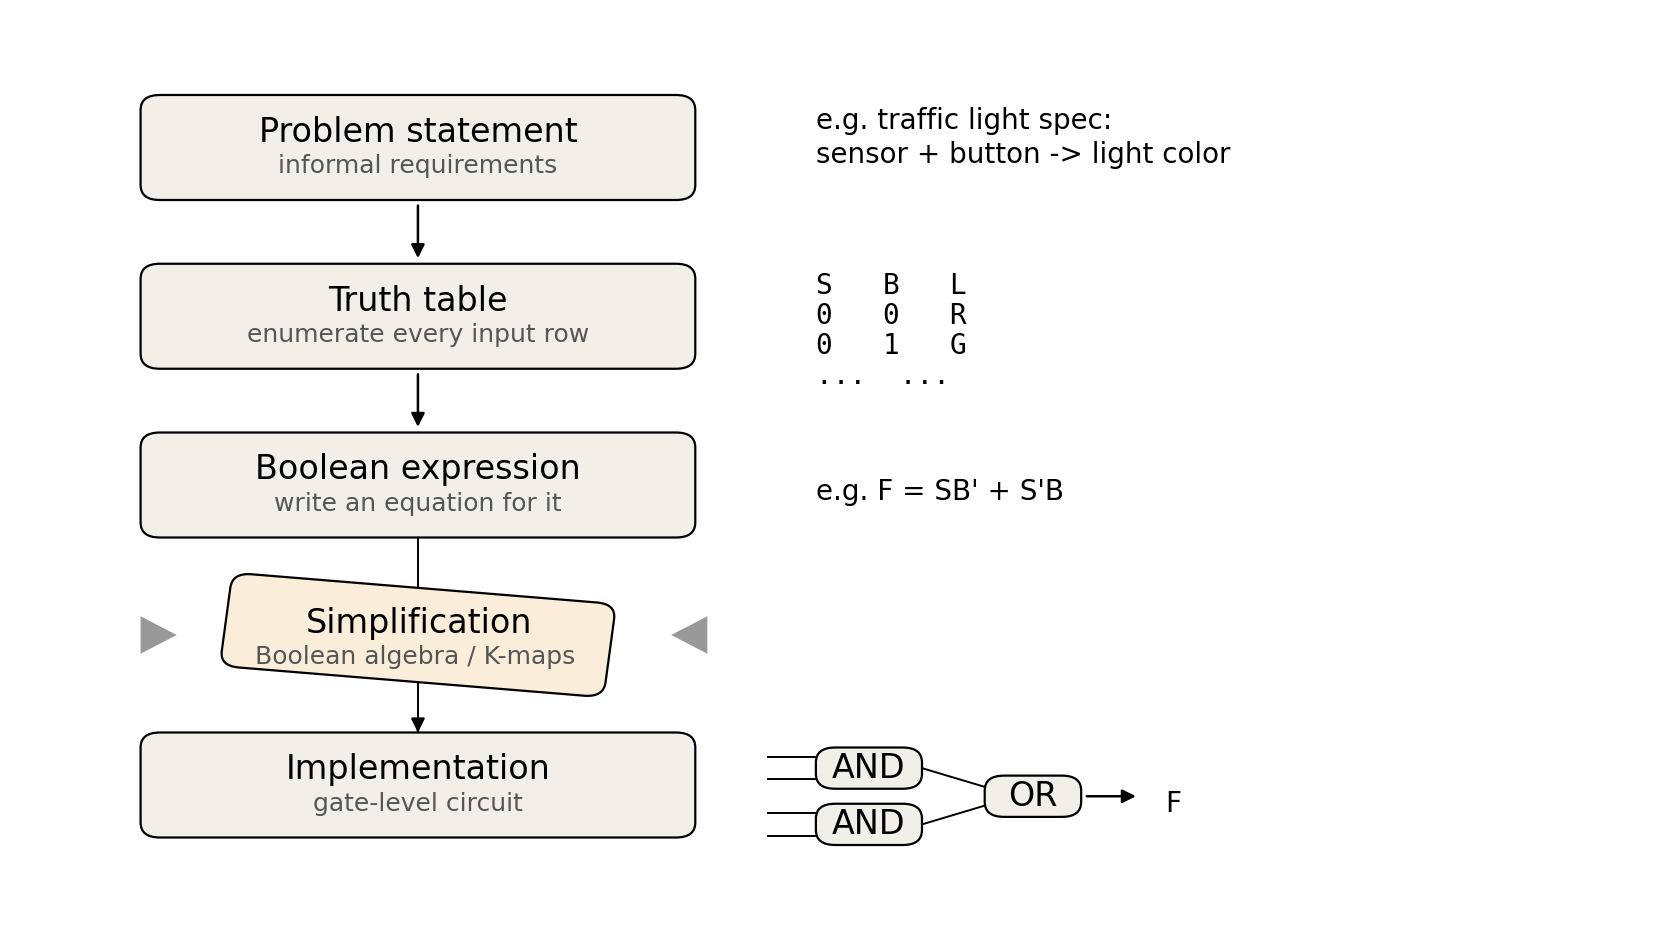 Problem statement
informal requirements
e.g. traffic light spec:
sensor + button -> light color
Truth table
enumerate every input row
S   B   L
0   0   R
0   1   G
...  ...
Boolean expression
write an equation for it
e.g. F = SB' + S'B
Simplification
Boolean algebra / K-maps
Implementation
gate-level circuit
AND
AND
OR
F